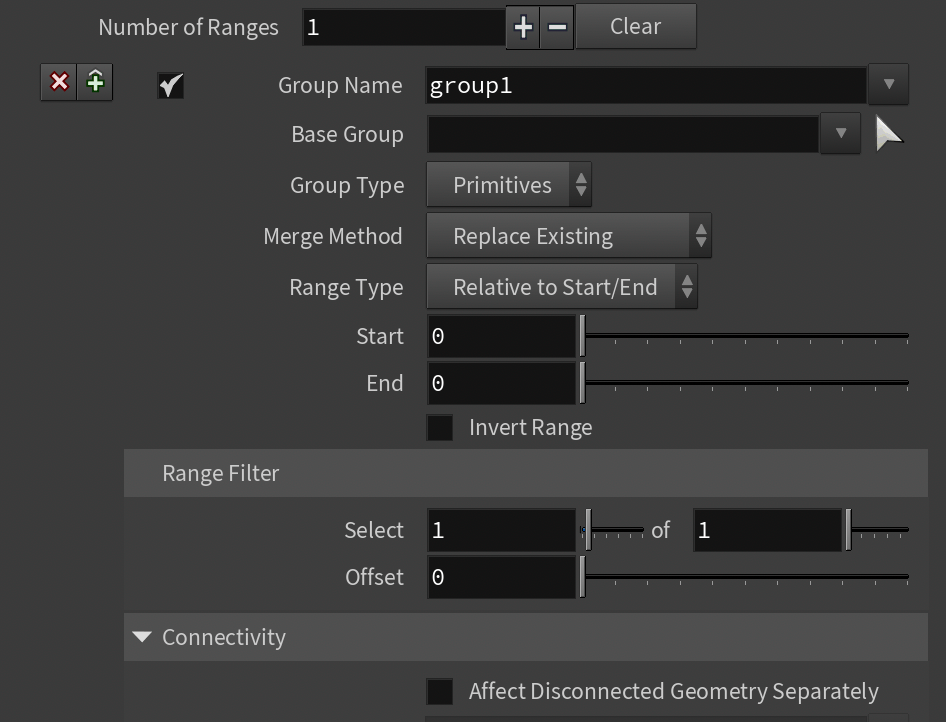 Number of Ranges 1 Clear
Group Name group1
Base Group
Group Type Primitives
Merge Method Replace Existing
Range Type Relative to Start/End
Start 0
End 0
Invert Range
Range Filter
Select 1 of 1
Offset 0
Connectivity
Affect Disconnected Geometry Separately